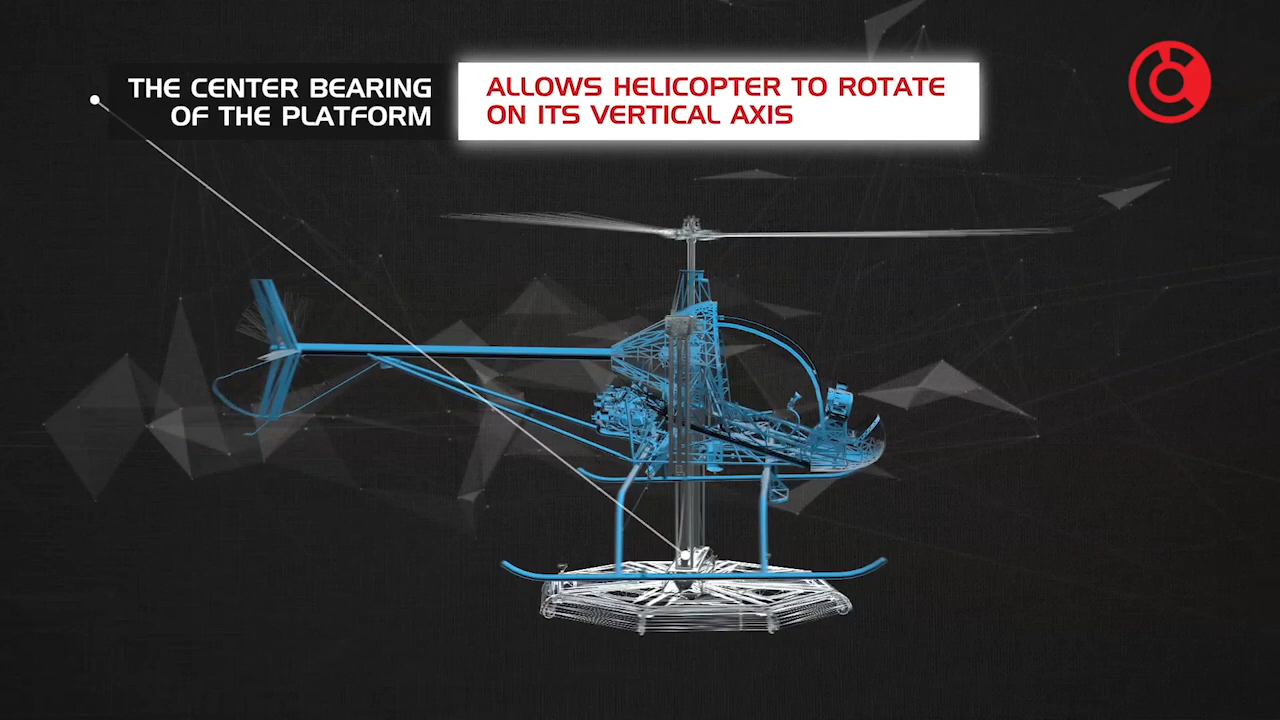 THE CENTER BEARING
OF THE PLATFORM
ALLOWS HELICOPTER TO ROTATE
ON ITS VERTICAL AXIS